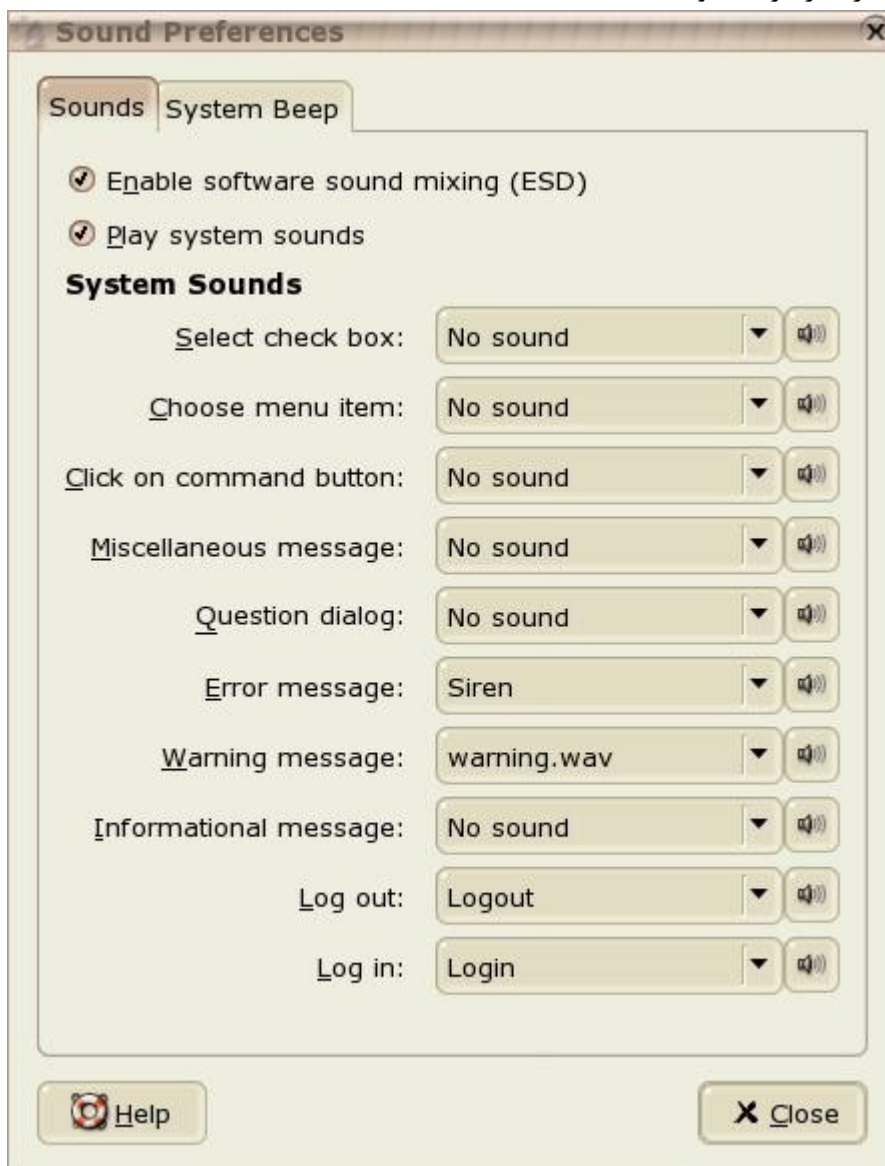 Sound Preferences
Sounds System Beep
Enable software sound mixing (ESD)
Play system sounds
System Sounds
Select check box: No sound
Choose menu item: No sound
Click on command button: No sound
Miscellaneous message: No sound
Question dialog: No sound
Error message: Siren
Warning message: warning.wav
Informational message: No sound
Log out: Logout
Log in: Login
Help Close